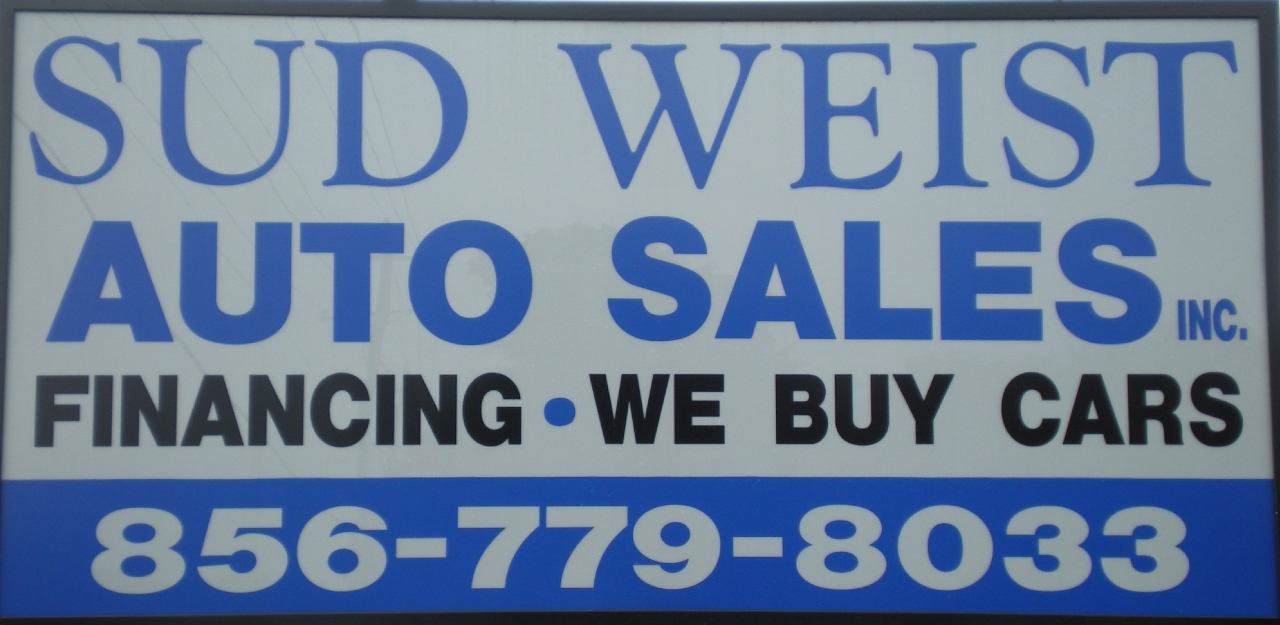 SUD WEIST
AUTO SALES INC.
FINANCING • WE BUY CARS
856-779-8033